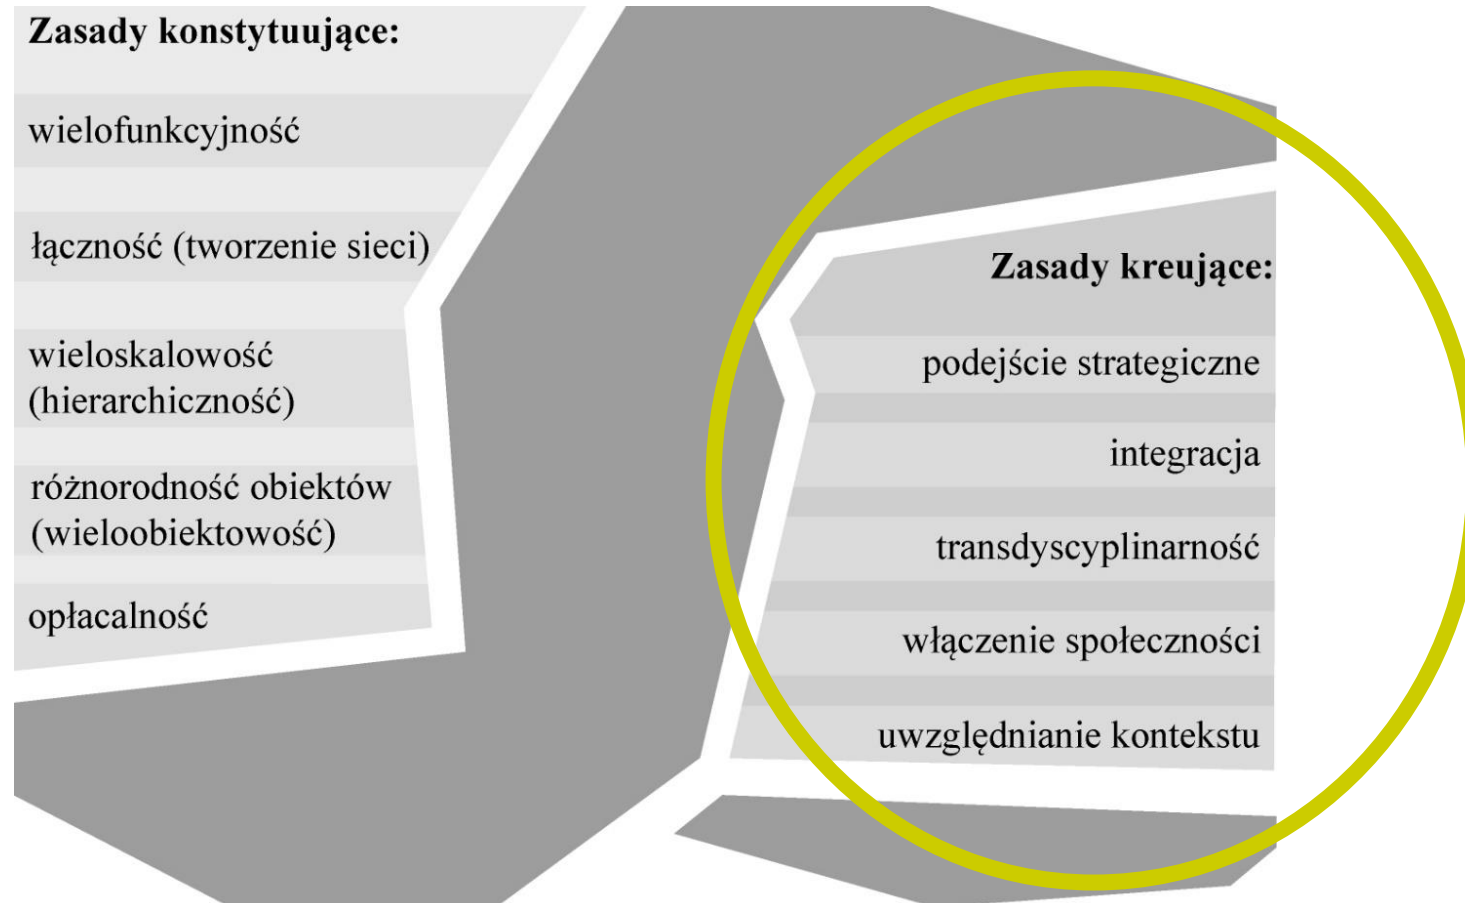 Zasady konstytuujące:
wielofunkcyjność
łączność (tworzenie sieci)
wieloskalowość
(hierarchiczność)
różnorodność obiektów
(wieloobiektowość)
opłacalność
Zasady kreujące:
podejście strategiczne
integracja
transdyscyplinarność
włączenie społeczności
uwzględnianie kontekstu